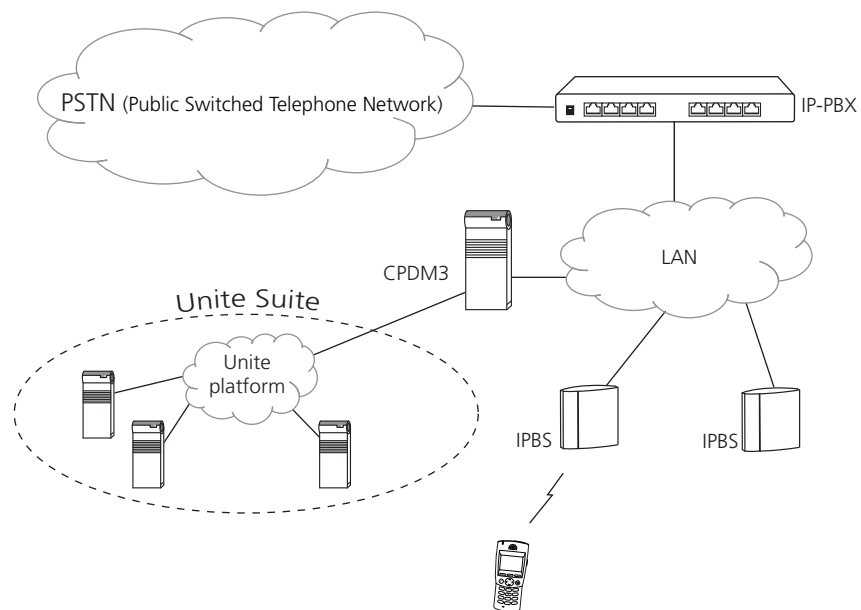 PSTN (Public Switched Telephone Network)
IP-PBX
LAN
CPDM3
Unite Suite
Unite
platform
IPBS
IPBS